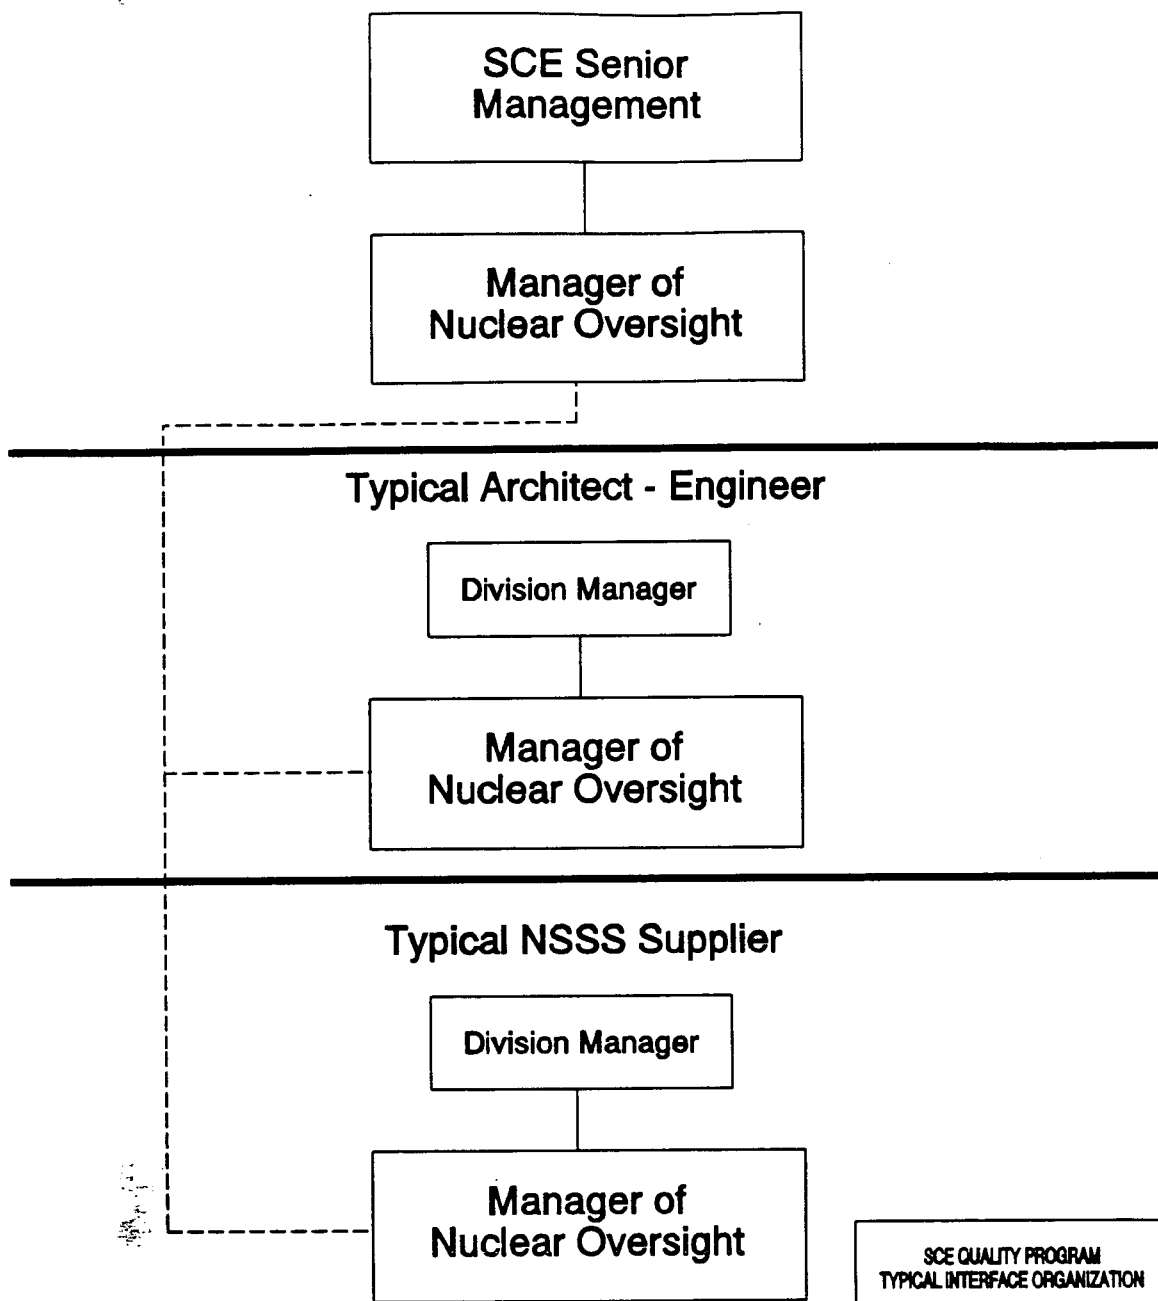 SCE Senior
Management
Manager of
Nuclear Oversight
Typical Architect - Engineer
Division Manager
Manager of
Nuclear Oversight
Typical NSSS Supplier
Division Manager
Manager of
Nuclear Oversight
SCE QUALITY PROGRAM
TYPICAL INTERFACE ORGANIZATION